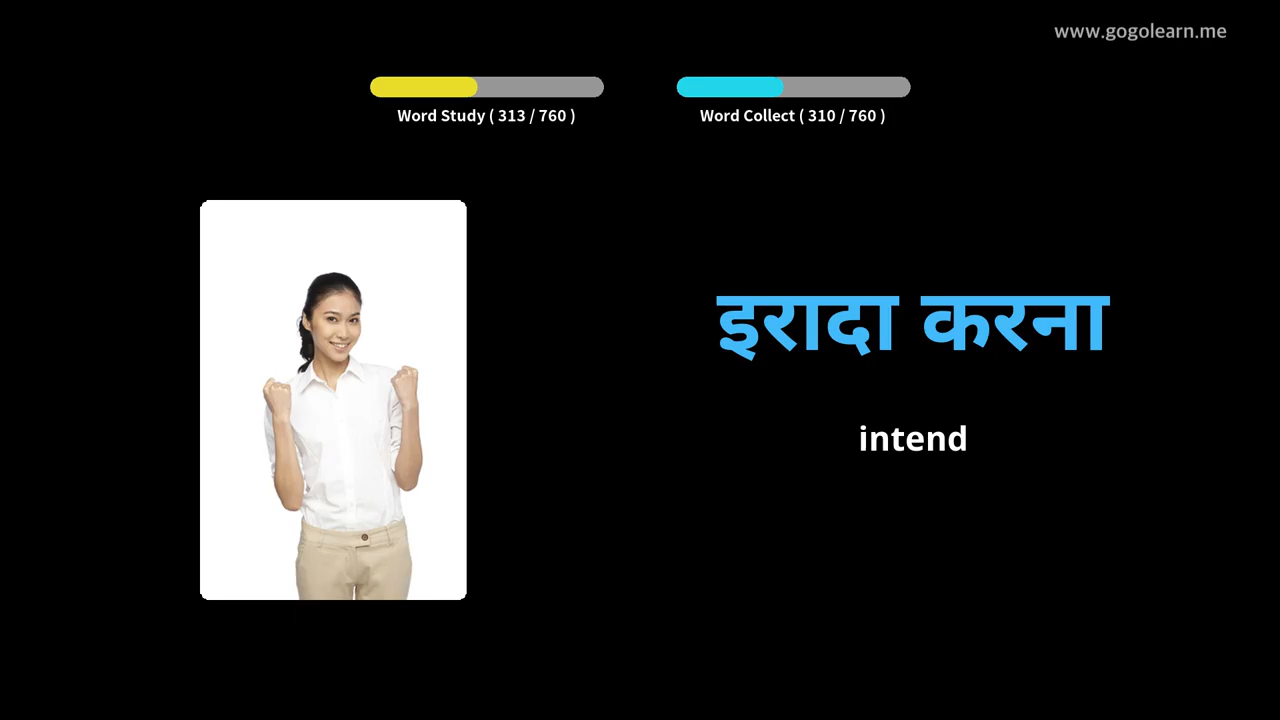 www.gogolearn.me
Word Study ( 313 / 760 )
Word Collect ( 310 / 760 )
इरादा करना
intend